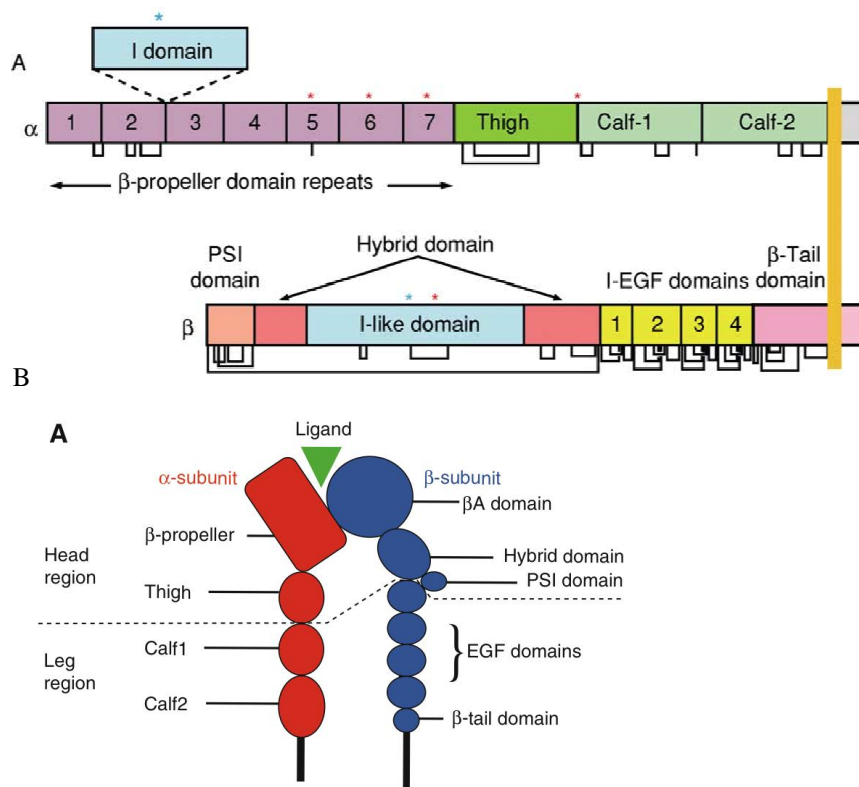 *
I domain
A
* * * *
α 1 2 3 4 5 6 7 Thigh Calf-1 Calf-2
β-propeller domain repeats
Hybrid domain
PSI domain
I-EGF domains
β-Tail domain
* *
β I-like domain 1 2 3 4
B
A
Ligand
α-subunit
β-subunit
βA domain
β-propeller
Hybrid domain
Head region
PSI domain
Thigh
Calf1
EGF domains
Leg region
Calf2
β-tail domain